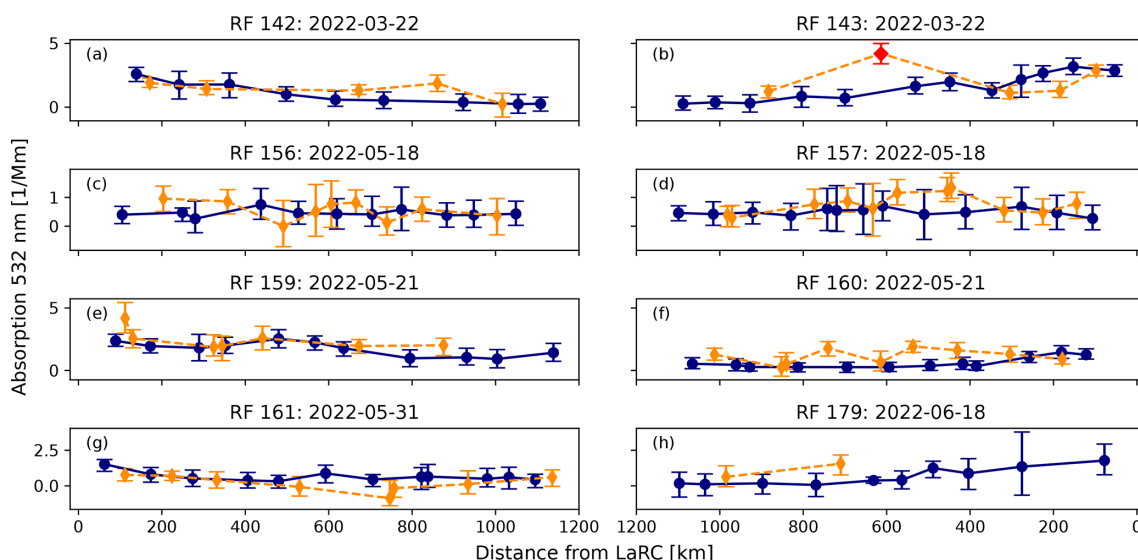 RF 142: 2022-03-22 RF 143: 2022-03-22
5 (a) (b)
0
RF 156: 2022-05-18 RF 157: 2022-05-18
(c) (d)
1
0
Absorption 532 nm [1/Mm]
RF 159: 2022-05-21 RF 160: 2022-05-21
5 (e) (f)
0
RF 161: 2022-05-31 RF 179: 2022-06-18
(g) (h)
2.5
0.0
0 200 400 600 800 1000 1200 1200 1000 800 600 400 200 0
Distance from LaRC [km]